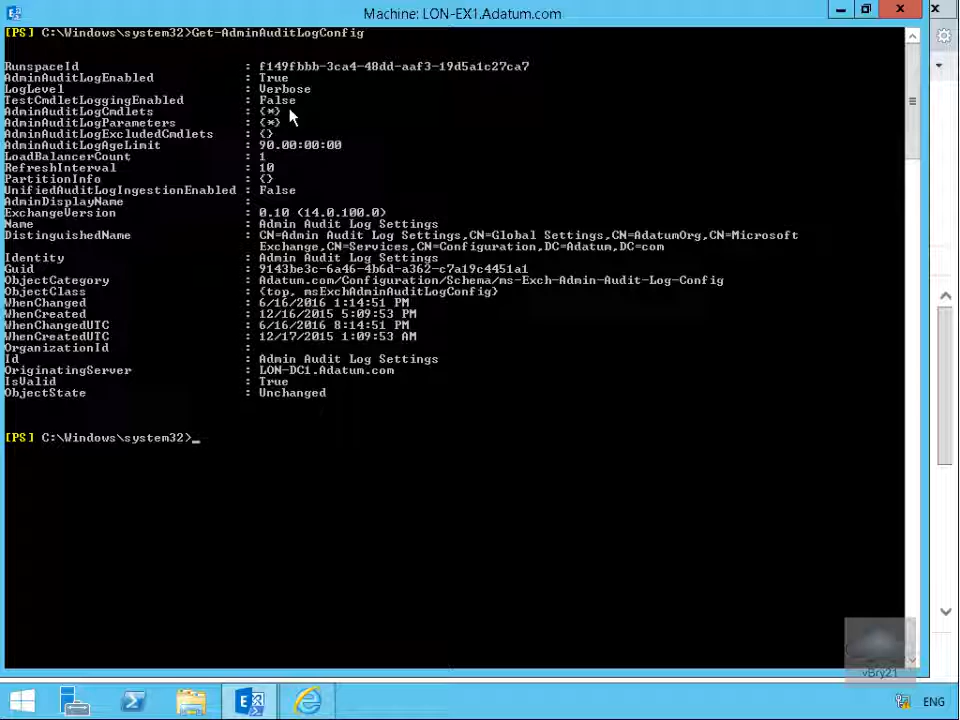 Machine: LON-EX1.Adatum.com
[PS] C:\Windows\system32>Get-AdminAuditLogConfig
RunspaceId : f149fbbb-3ca4-48dd-aaf3-19d5a1c27ca7
AdminAuditLogEnabled : True
LogLevel : Verbose
TestCmdletLoggingEnabled : False
AdminAuditLogCmdlets : {*}
AdminAuditLogParameters : {*}
AdminAuditLogExcludedCmdlets : {}
AdminAuditLogAgeLimit : 90.00:00:00
LoadBalancerCount : 1
RefreshInterval : 10
PartitionInfo : {}
UnifiedAuditLogIngestionEnabled : False
AdminDisplayName :
ExchangeVersion : 0.10 (14.0.100.0)
Name : Admin Audit Log Settings
DistinguishedName : CN=Admin Audit Log Settings,CN=Global Settings,CN=AdatumOrg,CN=Microsoft
Exchange,CN=Services,CN=Configuration,DC=Adatum,DC=com
Identity : Admin Audit Log Settings
Guid : 9143be3c-6a46-4b6d-a362-c7a19c4451a1
ObjectCategory : Adatum.com/Configuration/Schema/ms-Exch-Admin-Audit-Log-Config
ObjectClass : {top, msExchAdminAuditLogConfig}
WhenChanged : 6/16/2016 1:14:51 PM
WhenCreated : 12/16/2015 5:09:53 PM
WhenChangedUTC : 6/16/2016 8:14:51 PM
WhenCreatedUTC : 12/17/2015 1:09:53 AM
OrganizationId :
Id : Admin Audit Log Settings
OriginatingServer : LON-DC1.Adatum.com
IsValid : True
ObjectState : Unchanged
[PS] C:\Windows\system32>_
vBry21
ENG